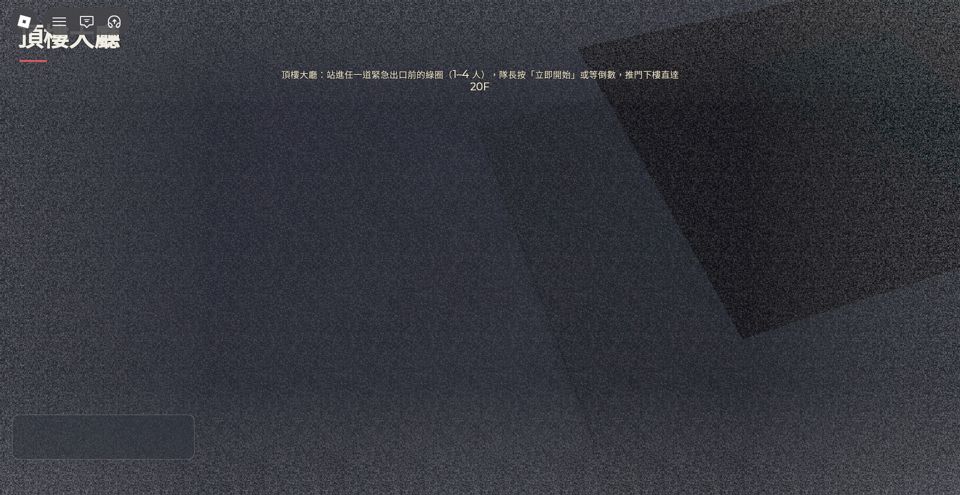 頂樓大廳
頂樓大廳：站進任一道緊急出口前的綠圈（1–4 人），隊長按「立即開始」或等倒數，推門下樓直達
20F